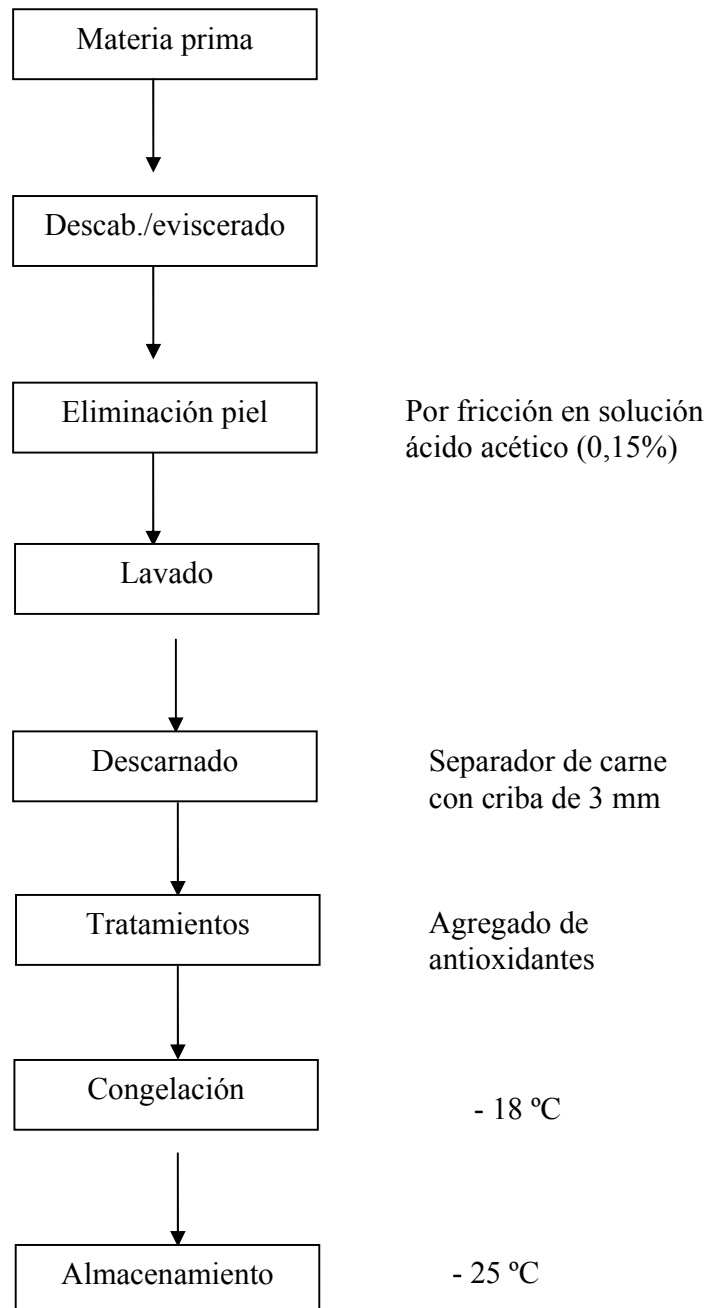 Materia prima
Descab./eviscerado
Eliminación piel
Por fricción en solución
ácido acético (0,15%)
Lavado
Descarnado
Separador de carne
con criba de 3 mm
Tratamientos
Agregado de
antioxidantes
Congelación
- 18 ºC
Almacenamiento
- 25 ºC